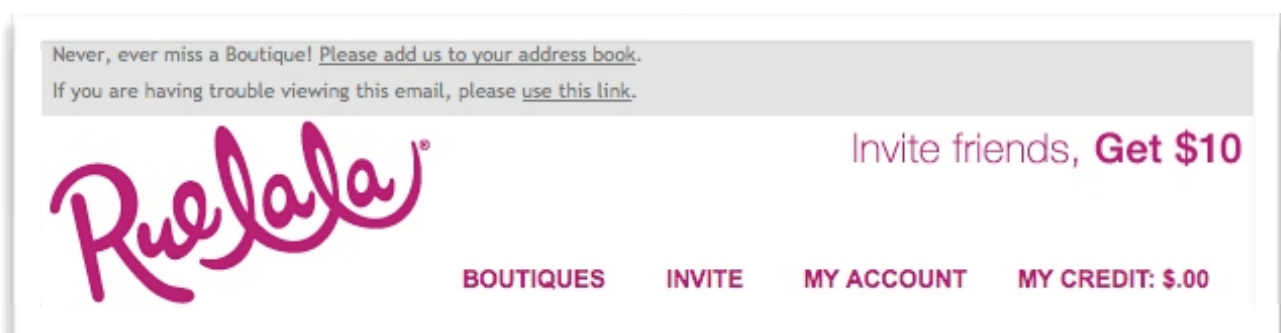 Never, ever miss a Boutique! Please add us to your address book.
If you are having trouble viewing this email, please use this link.
Ruelala®
Invite friends, Get $10
BOUTIQUES INVITE MY ACCOUNT MY CREDIT: $.00